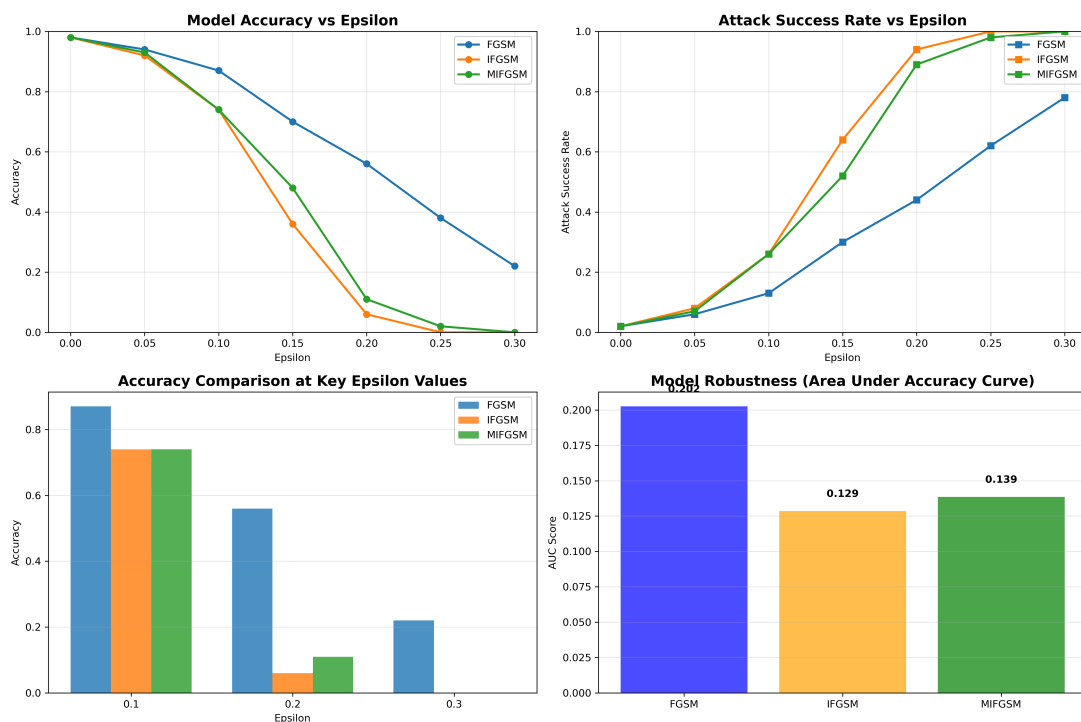 Model Accuracy vs Epsilon
1.0
0.8
0.6
0.4
0.2
0.0
Accuracy
FGSM
IFGSM
MIFGSM
0.00 0.05 0.10 0.15 0.20 0.25 0.30
Epsilon
Attack Success Rate vs Epsilon
1.0
0.8
0.6
0.4
0.2
0.0
Attack Success Rate
FGSM
IFGSM
MIFGSM
0.00 0.05 0.10 0.15 0.20 0.25 0.30
Epsilon
Accuracy Comparison at Key Epsilon Values
0.8
0.6
0.4
0.2
0.0
Accuracy
FGSM
IFGSM
MIFGSM
0.1 0.2 0.3
Epsilon
Model Robustness (Area Under Accuracy Curve)
0.202
0.200
0.175
0.150
0.125
0.100
0.075
0.050
0.025
0.000
AUC Score
0.129
0.139
FGSM IFGSM MIFGSM